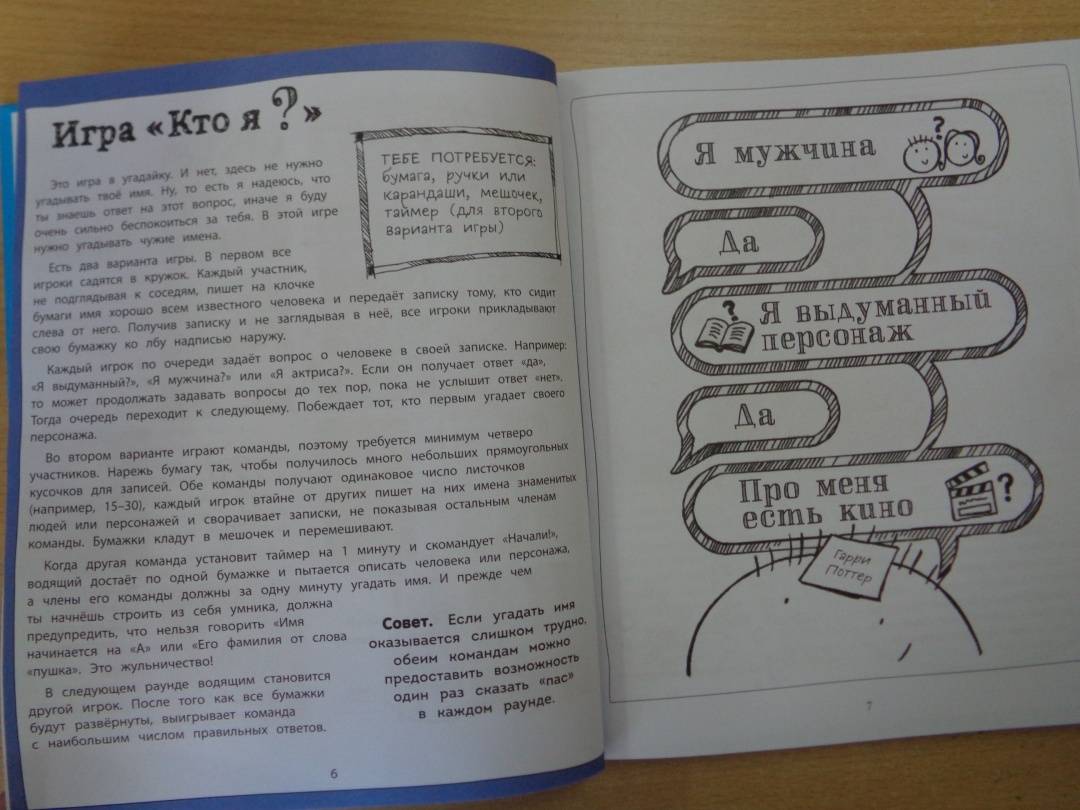 Игра «Кто я?»
Это игра в угадайку. И нет, здесь не нужно
угадывать твоё имя. Ну, то есть я надеюсь, что
ты знаешь ответ на этот вопрос, иначе я буду
очень сильно беспокоиться за тебя. В этой игре
нужно угадывать чужие имена.
ТЕБЕ ПОТРЕБУЕТСЯ:
бумага, ручки или
карандаши, мешочек,
таймер (для второго
варианта игры)
Есть два варианта игры. В первом все
игроки садятся в кружок. Каждый участник,
не подглядывая к соседям, пишет на клочке
бумаги имя хорошо всем известного человека и передаёт записку тому, кто сидит
слева от него. Получив записку и не заглядывая в неё, все игроки прикладывают
свою бумажку ко лбу надписью наружу.
Каждый игрок по очереди задаёт вопрос о человеке в своей записке. Например:
«Я выдуманный?», «Я мужчина?» или «Я актриса?». Если он получает ответ «да»,
то может продолжать задавать вопросы до тех пор, пока не услышит ответ «нет».
Тогда очередь переходит к следующему. Побеждает тот, кто первым угадает своего
персонажа.
Во втором варианте играют команды, поэтому требуется минимум четверо
участников. Нарежь бумагу так, чтобы получилось много небольших прямоугольных
кусочков для записей. Обе команды получают одинаковое число листочков
(например, 15–30), каждый игрок втайне от других пишет на них имена знаменитых
людей или персонажей и сворачивает записки, не показывая остальным членам
команды. Бумажки кладут в мешочек и перемешивают.
Когда другая команда установит таймер на 1 минуту и скомандует «Начали!»,
водящий достаёт по одной бумажке и пытается описать человека или персонажа,
а члены его команды должны за одну минуту угадать имя. И прежде чем
ты начнёшь строить из себя умника, должна
предупредить, что нельзя говорить «Имя
начинается на «А» или «Его фамилия от слова
«пушка». Это жульничество!
В следующем раунде водящим становится
другой игрок. После того как все бумажки
будут развёрнуты, выигрывает команда
с наибольшим числом правильных ответов.
Совет. Если угадать имя
оказывается слишком трудно,
обеим командам можно
предоставить возможность
один раз сказать «пас»
в каждом раунде.
6
Я мужчина ?
Да
? Я выдуманный
персонаж
Да
Про меня
есть кино ?
Гарри
Поттер
7